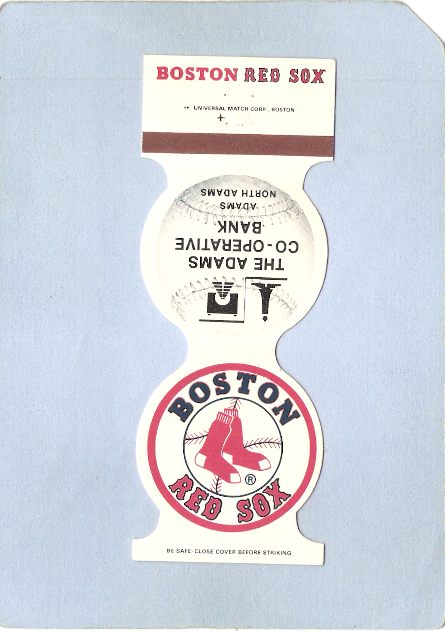 BOSTON RED SOX
UNIVERSAL MATCH CORP., BOSTON
THE ADAMS
CO-OPERATIVE
BANK
ADAMS
NORTH ADAMS
BOSTON
RED SOX
®
BE SAFE-CLOSE COVER BEFORE STRIKING